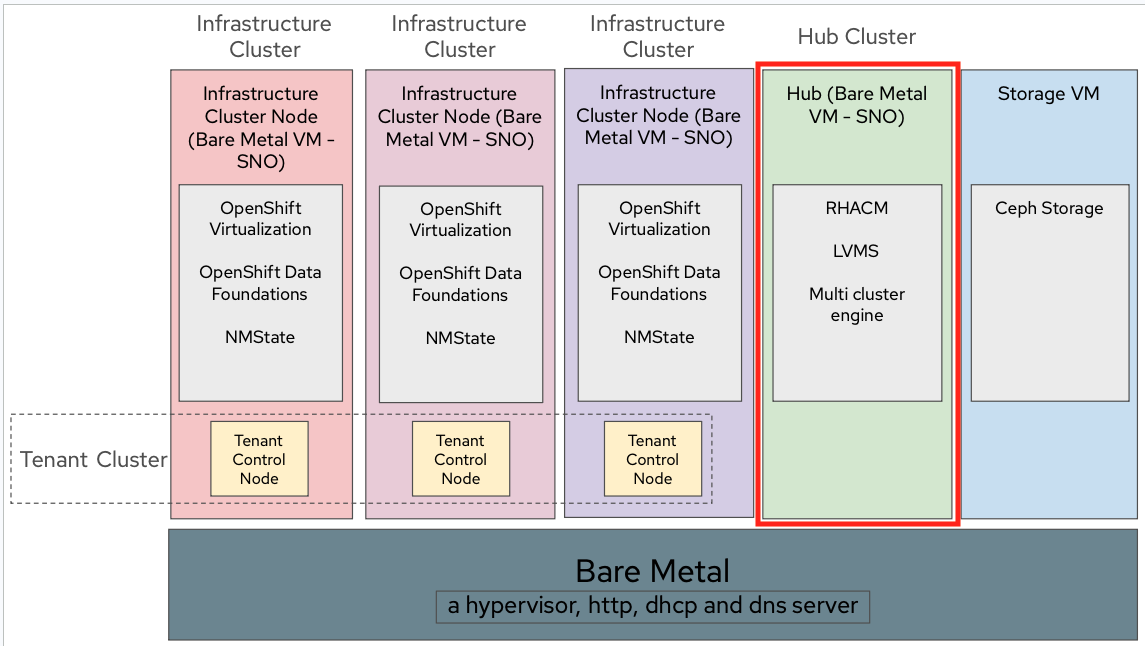 Infrastructure
Cluster
Infrastructure
Cluster
Infrastructure
Cluster
Hub Cluster
Infrastructure
Cluster Node
(Bare Metal VM -
SNO)
OpenShift
Virtualization
OpenShift Data
Foundations
NMState
Infrastructure
Cluster Node (Bare
Metal VM - SNO)
OpenShift
Virtualization
OpenShift Data
Foundations
NMState
Infrastructure
Cluster Node (Bare
Metal VM - SNO)
OpenShift
Virtualization
OpenShift Data
Foundations
NMState
Hub (Bare Metal
VM - SNO)
RHACM
LVMS
Multi cluster
engine
Storage VM
Ceph Storage
Tenant Cluster
Tenant
Control
Node
Tenant
Control
Node
Tenant
Control
Node
Bare Metal
a hypervisor, http, dhcp and dns server